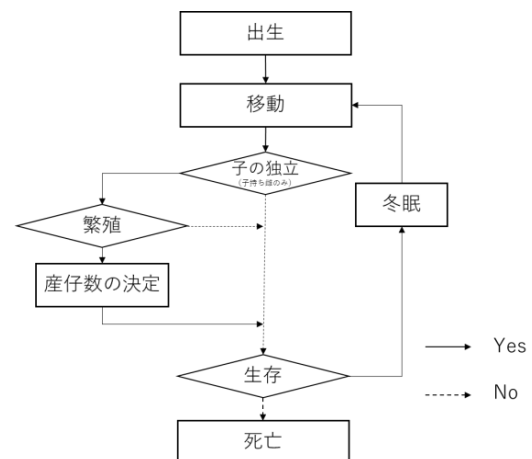 出生
移動
子の独立
(子持ち雌のみ)
繁殖
冬眠
産仔数の決定
生存
Yes
No
死亡